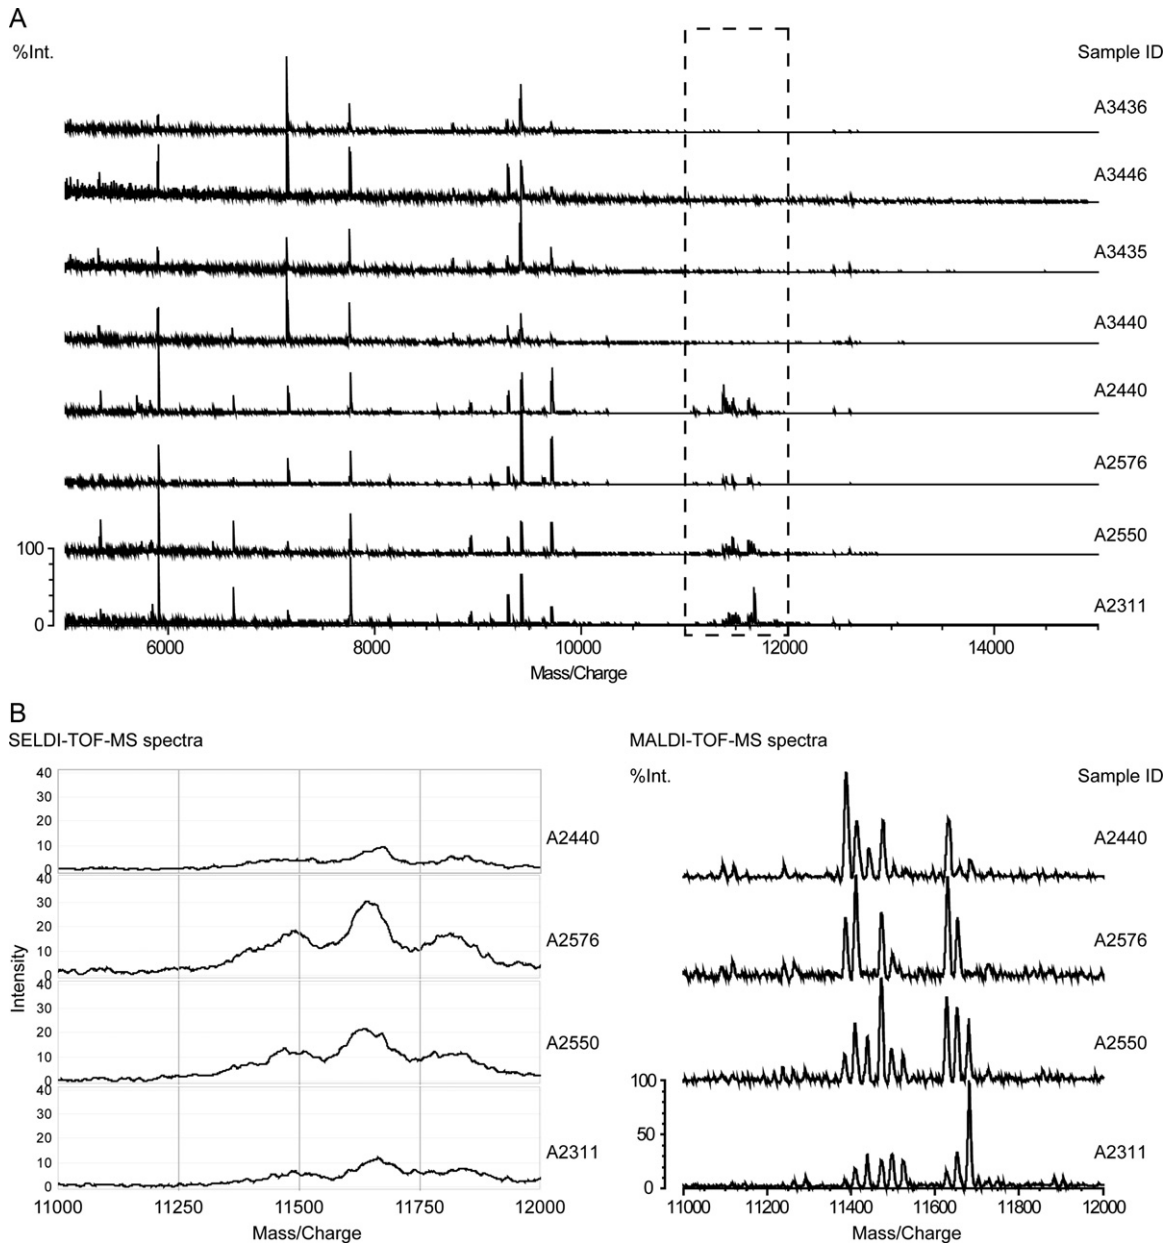 A
%Int.
Sample ID
A3436
A3446
A3435
A3440
A2440
A2576
100
A2550
0
A2311
6000 8000 10000 12000 14000
Mass/Charge
B
SELDI-TOF-MS spectra
MALDI-TOF-MS spectra
Intensity
40
30
20
10
0
A2440
40
30
20
10
0
A2576
40
30
20
10
0
A2550
40
30
20
10
0
A2311
11000 11250 11500 11750 12000
Mass/Charge
%Int.
Sample ID
A2440
A2576
A2550
100
50
0
A2311
11000 11200 11400 11600 11800 12000
Mass/Charge